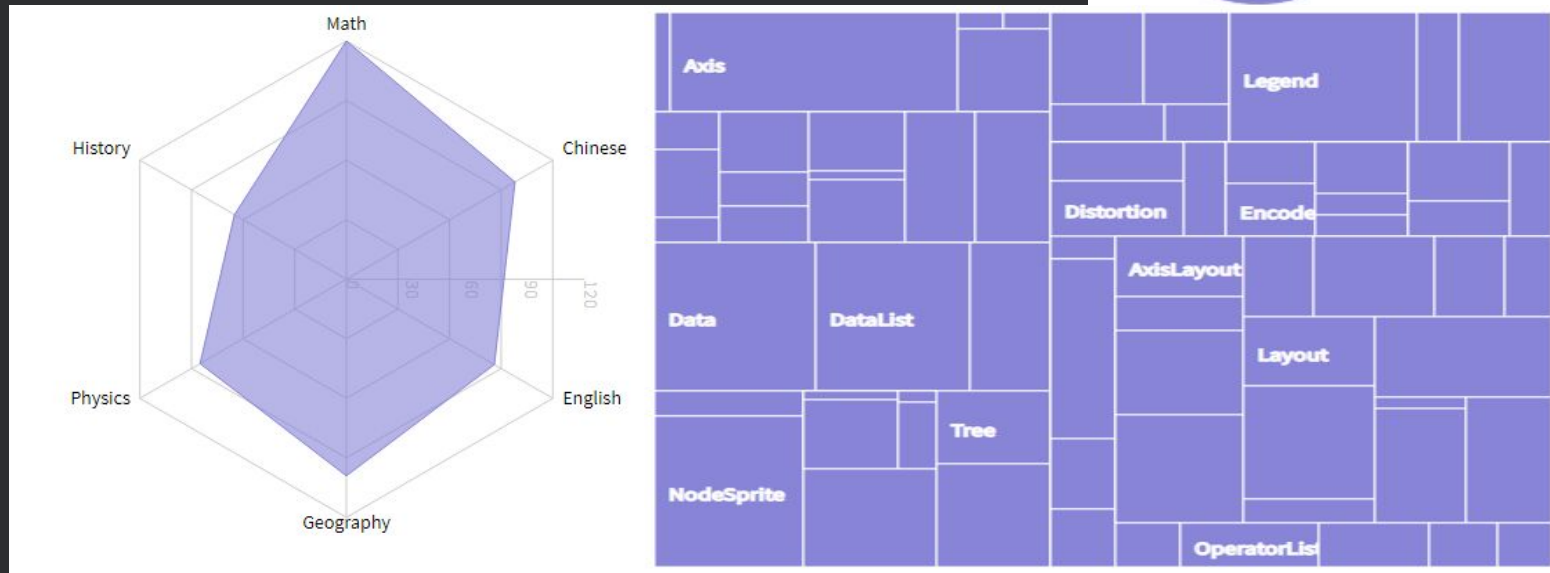 Math
History
Chinese
0
30
60
90
120
Physics
English
Geography
Axis
Legend
Distortion
Encode
AxisLayout
Data
DataList
Layout
Tree
NodeSprite
OperatorList